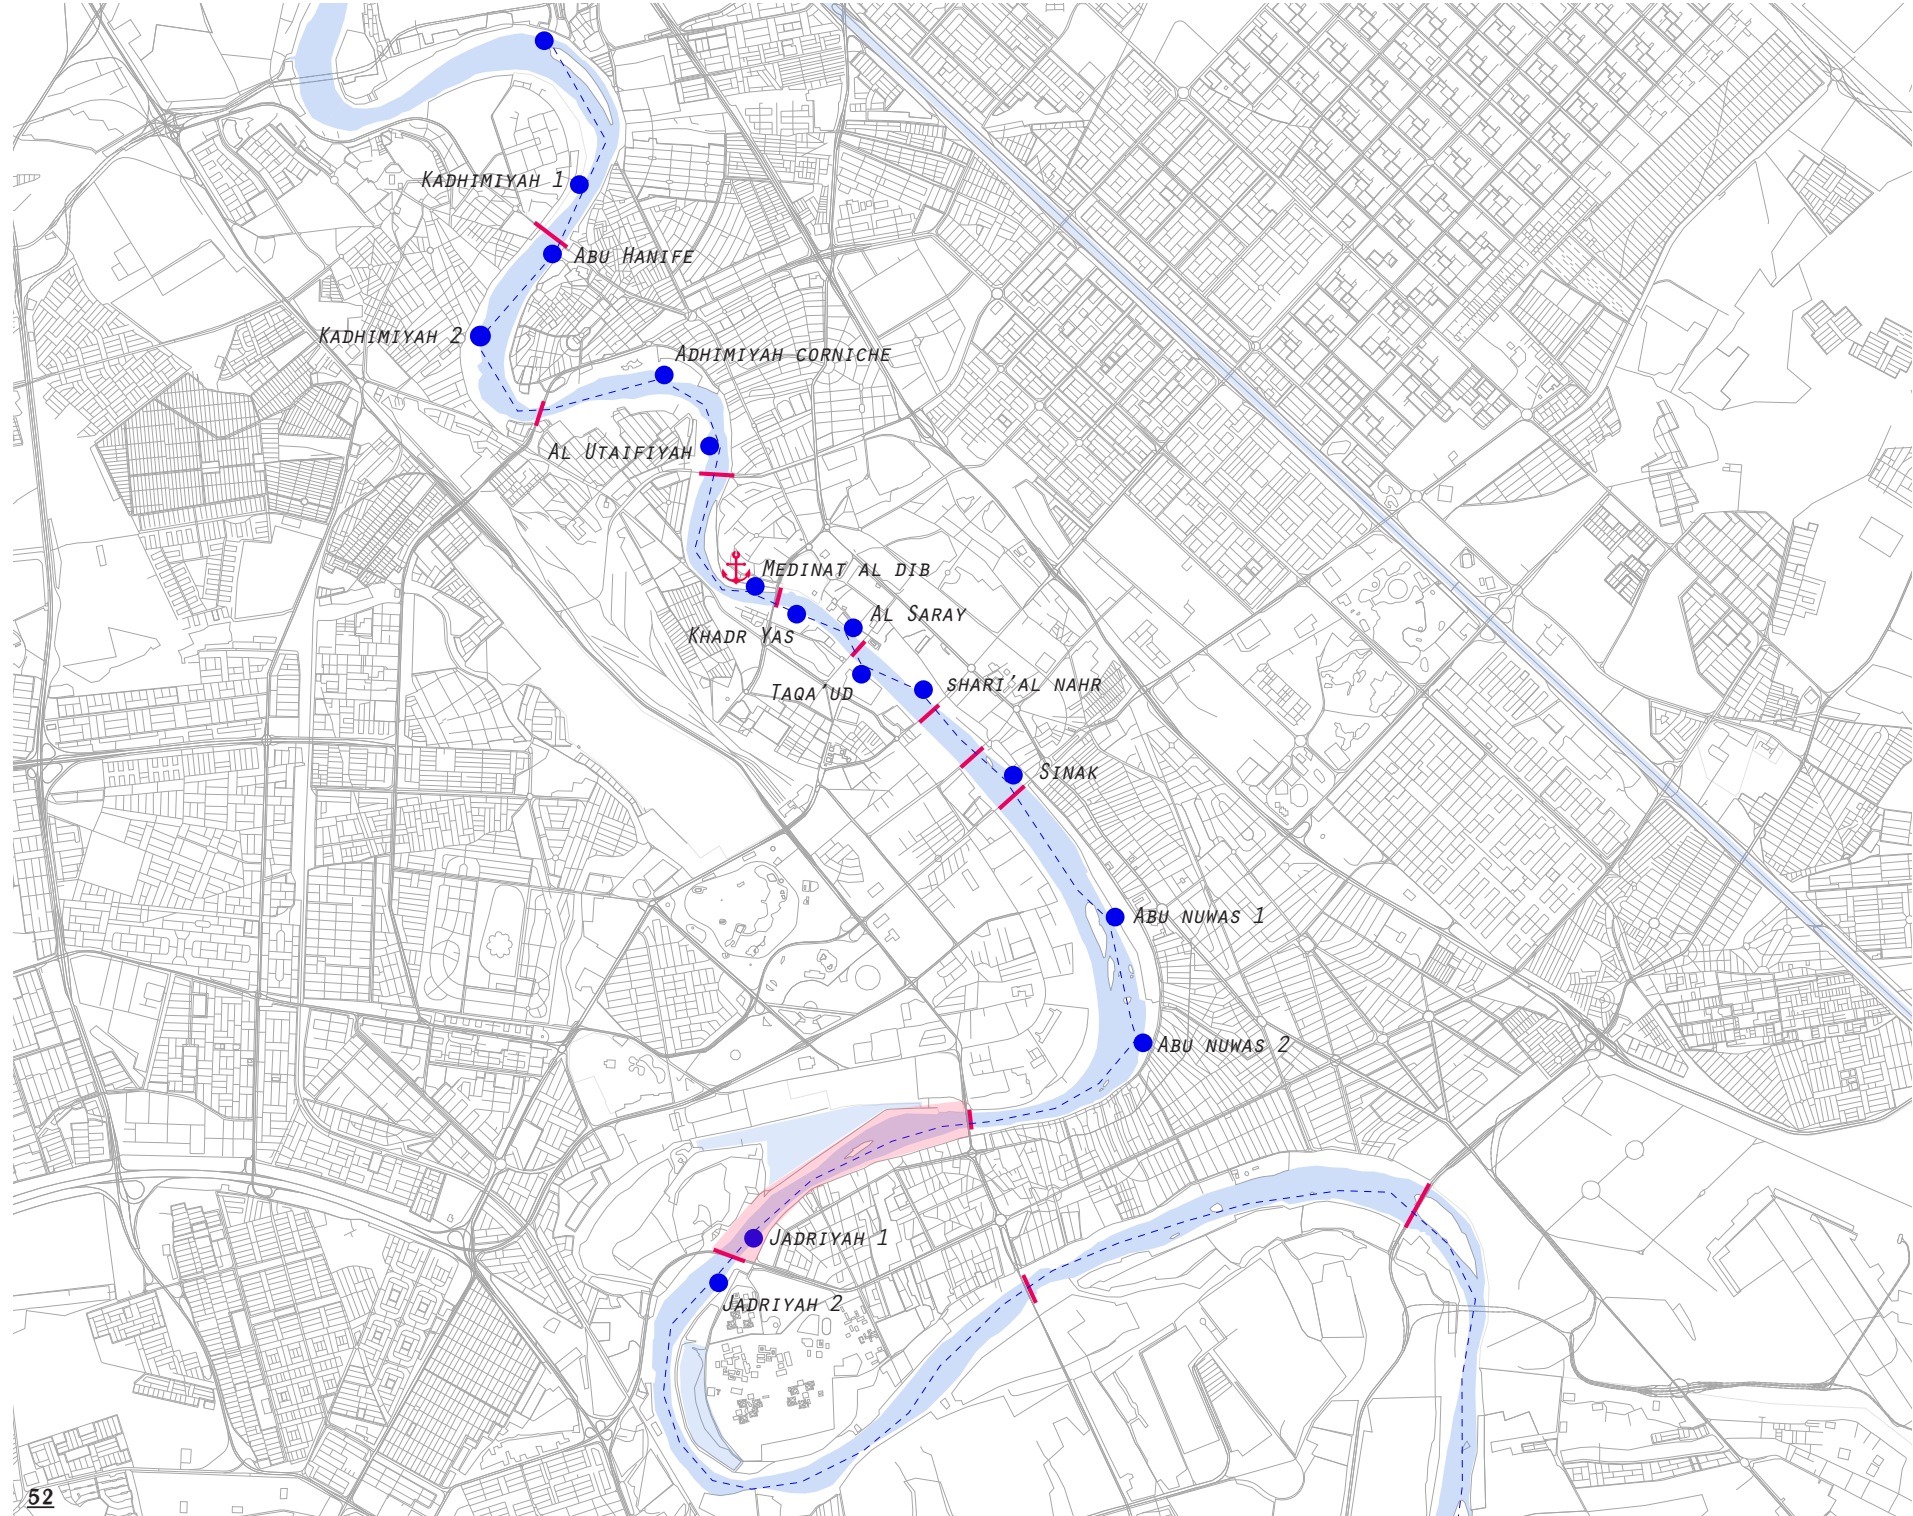 Kadhimiyah 1
Abu Hanife
Kadhimiyah 2
Adhimiyah corniche
Al Utaifiyah
Medinat al dib
Al Saray
Khadr Yas
shari'al nahr
Taqa'ud
Sinak
Abu nuwas 1
Abu nuwas 2
Jadriyah 1
Jadriyah 2
52